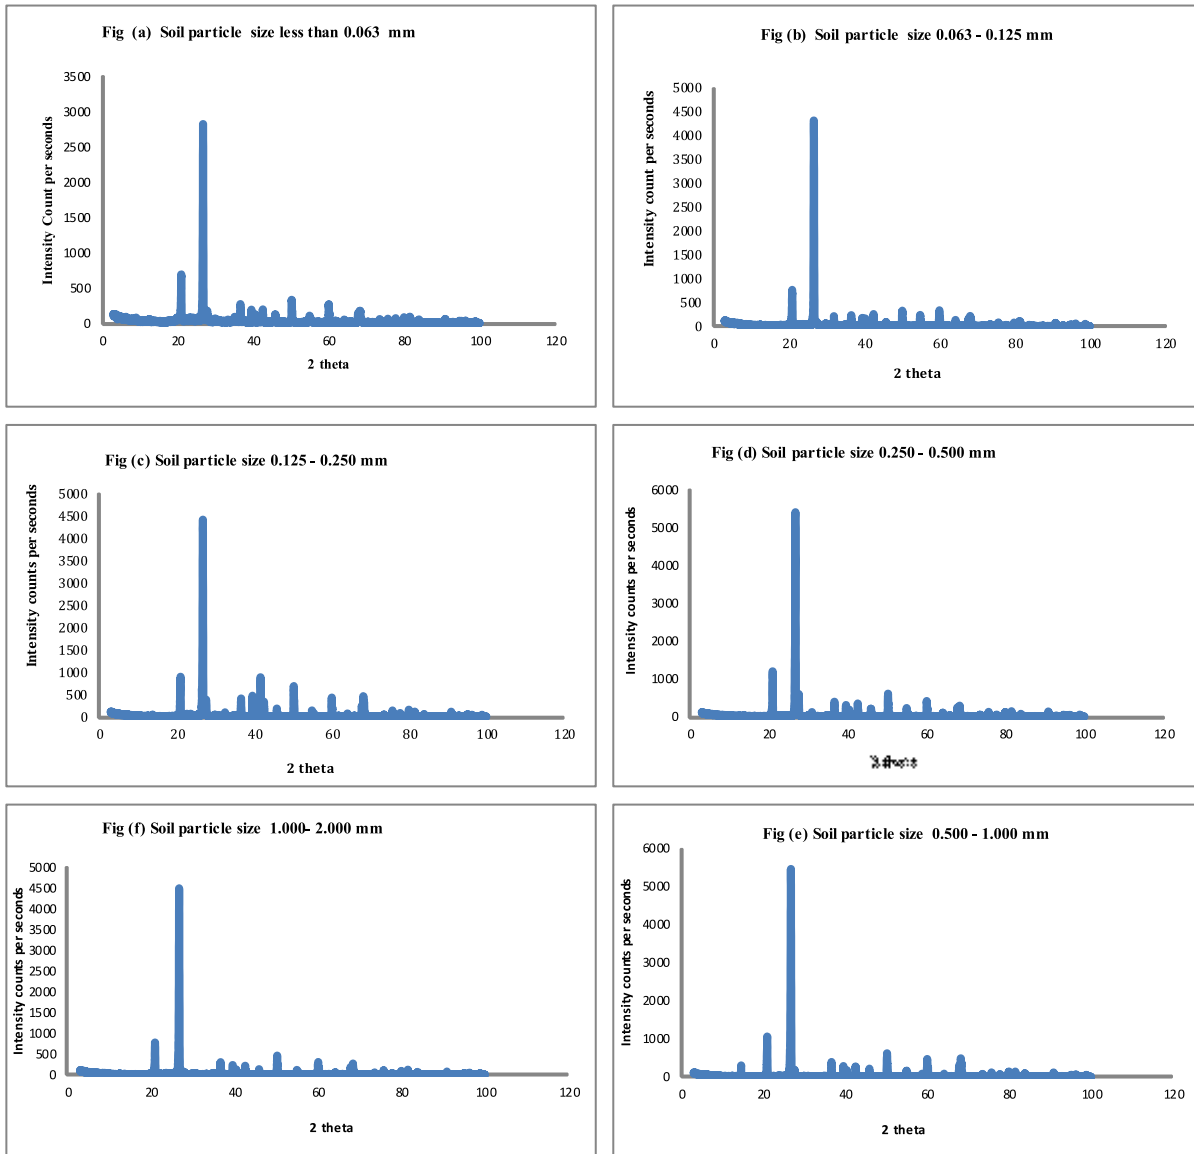 Fig (a) Soil particle size less than 0.063 mm
Intensity Count per seconds
3500
3000
2500
2000
1500
1000
500
0
0 20 40 60 80 100 120
2 theta
Fig (b) Soil particle size 0.063 - 0.125 mm
Intensity count per seconds
5000
4500
4000
3500
3000
2500
2000
1500
1000
500
0
0 20 40 60 80 100 120
2 theta
Fig (c) Soil particle size 0.125 - 0.250 mm
Intensity counts per seconds
5000
4500
4000
3500
3000
2500
2000
1500
1000
500
0
0 20 40 60 80 100 120
2 theta
Fig (d) Soil particle size 0.250 - 0.500 mm
Intensity counts per seconds
6000
5000
4000
3000
2000
1000
0
0 20 40 60 80 100 120
Fig (f) Soil particle size 1.000– 2.000 mm
Intensity counts per seconds
5000
4500
4000
3500
3000
2500
2000
1500
1000
500
0
0 20 40 60 80 100 120
2 theta
Fig (e) Soil particle size 0.500 - 1.000 mm
Intensity counts per seconds
6000
5000
4000
3000
2000
1000
0
0 20 40 60 80 100 120
2 theta